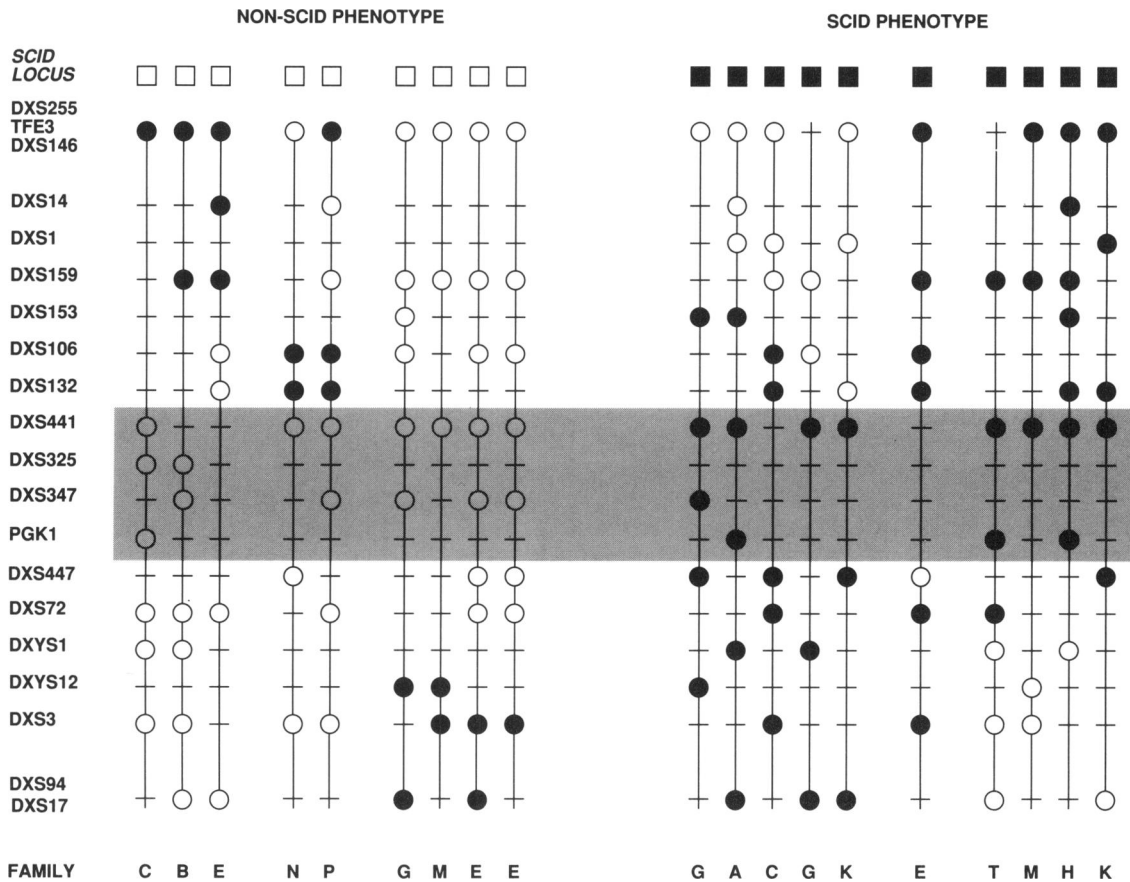 NON-SCID PHENOTYPE
SCID PHENOTYPE
SCID
LOCUS
DXS255
TFE3
DXS146
DXS14
DXS1
DXS159
DXS153
DXS106
DXS132
DXS441
DXS325
DXS347
PGK1
DXS447
DXS72
DXYS1
DXYS12
DXS3
DXS94
DXS17
FAMILY C B E N P G M E E G A C G K E T M H K